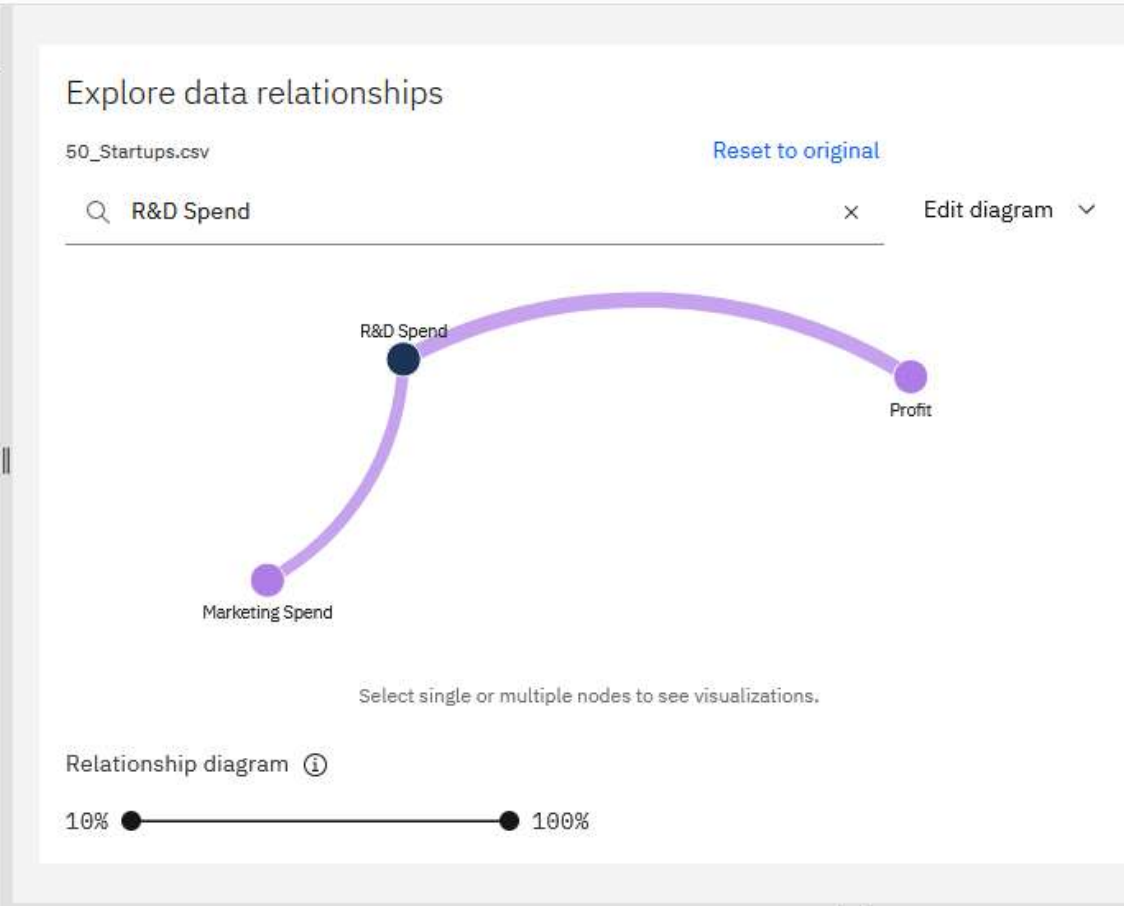 Explore data relationships
50_Startups.csv
Reset to original
R&D Spend
Edit diagram
R&D Spend
Profit
Marketing Spend
Select single or multiple nodes to see visualizations.
Relationship diagram
10%
100%